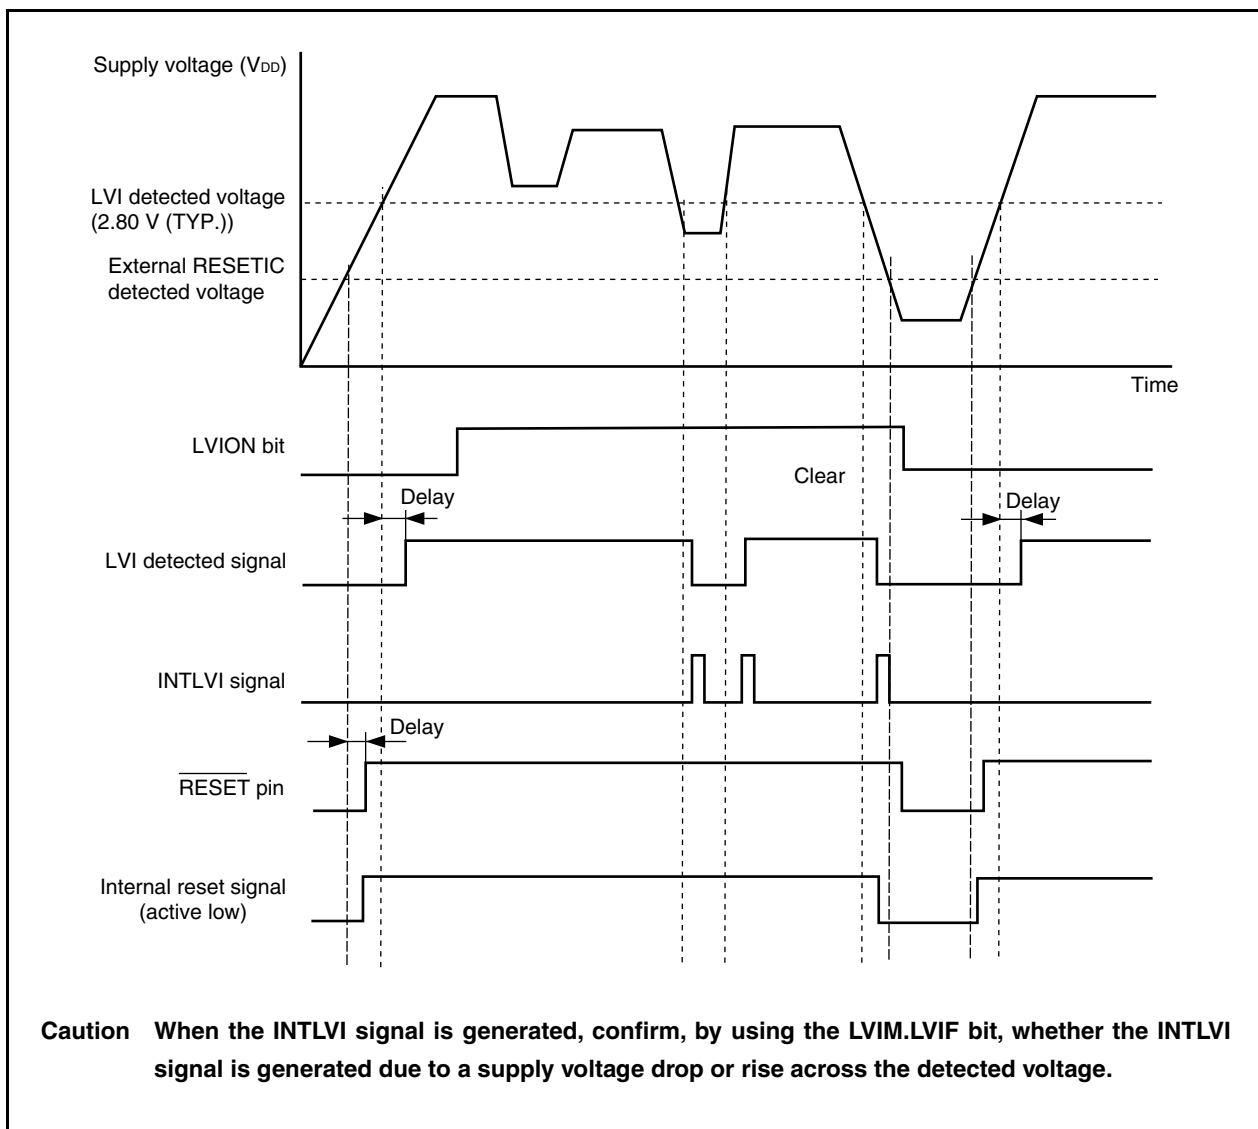 Supply voltage (VDD)
LVI detected voltage
(2.80 V (TYP.))
External RESETIC
detected voltage
Time
LVION bit
Clear
Delay
Delay
LVI detected signal
INTLVI signal
Delay
RESET pin
Internal reset signal
(active low)
Caution When the INTLVI signal is generated, confirm, by using the LVIM.LVIF bit, whether the INTLVI
signal is generated due to a supply voltage drop or rise across the detected voltage.